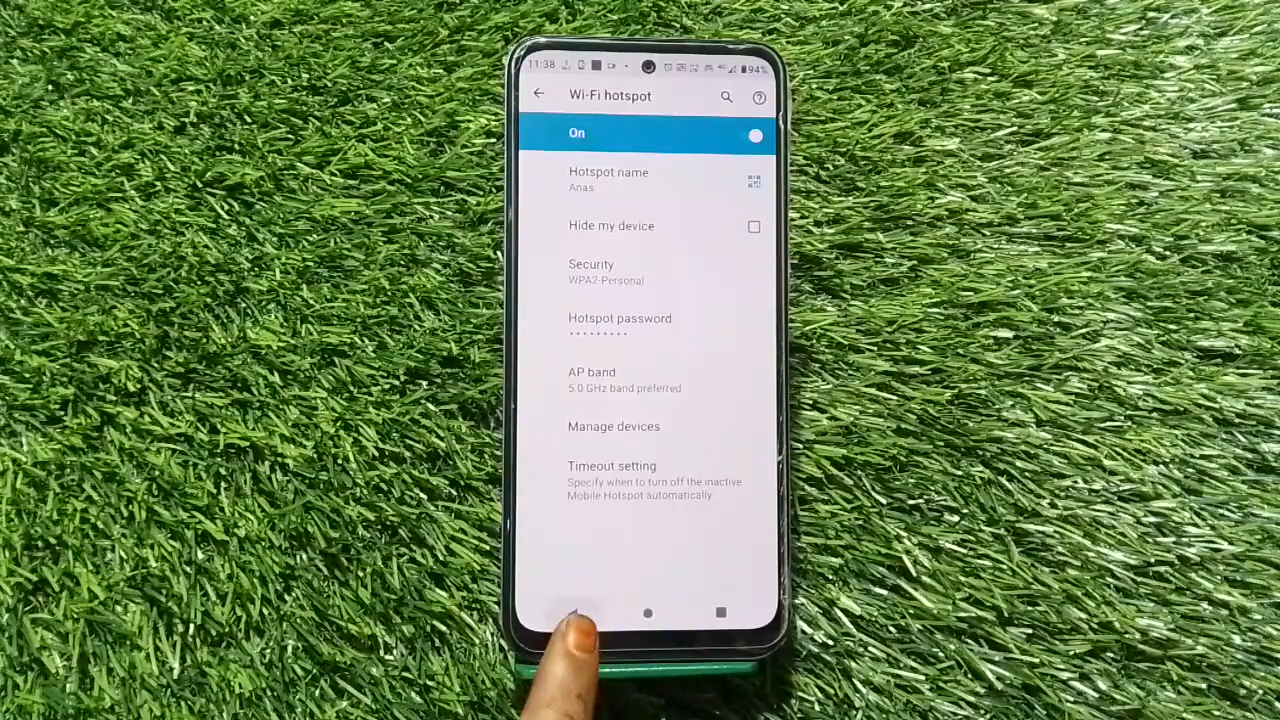 11:38
94%
Wi-Fi hotspot
On
Hotspot name
Anas
Hide my device
Security
WPA2-Personal
Hotspot password
•••••••••
AP band
5.0 GHz band preferred
Manage devices
Timeout setting
Specify when to turn off the inactive
Mobile Hotspot automatically